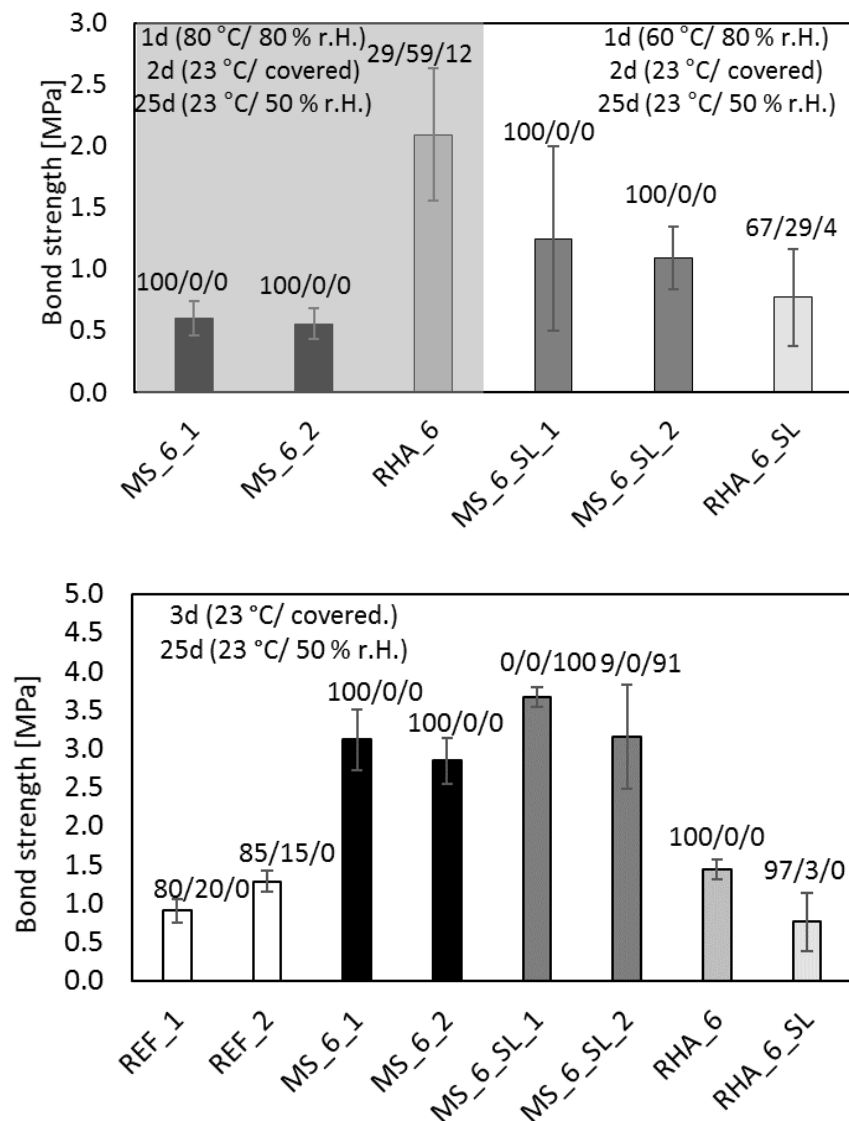 Bond strength [MPa]
3.0
2.5
2.0
1.5
1.0
0.5
0.0
1d (80 °C/ 80 % r.H.)
2d (23 °C/ covered)
25d (23 °C/ 50 % r.H.)
1d (60 °C/ 80 % r.H.)
2d (23 °C/ covered)
25d (23 °C/ 50 % r.H.)
100/0/0
100/0/0
29/59/12
100/0/0
100/0/0
67/29/4
MS_6_1
MS_6_2
RHA_6
MS_6_SL_1
MS_6_SL_2
RHA_6_SL
Bond strength [MPa]
5.0
4.5
4.0
3.5
3.0
2.5
2.0
1.5
1.0
0.5
0.0
3d (23 °C/ covered.)
25d (23 °C/ 50 % r.H.)
80/20/0
85/15/0
100/0/0
100/0/0
0/0/100
9/0/91
100/0/0
97/3/0
REF_1
REF_2
MS_6_1
MS_6_2
MS_6_SL_1
MS_6_SL_2
RHA_6
RHA_6_SL